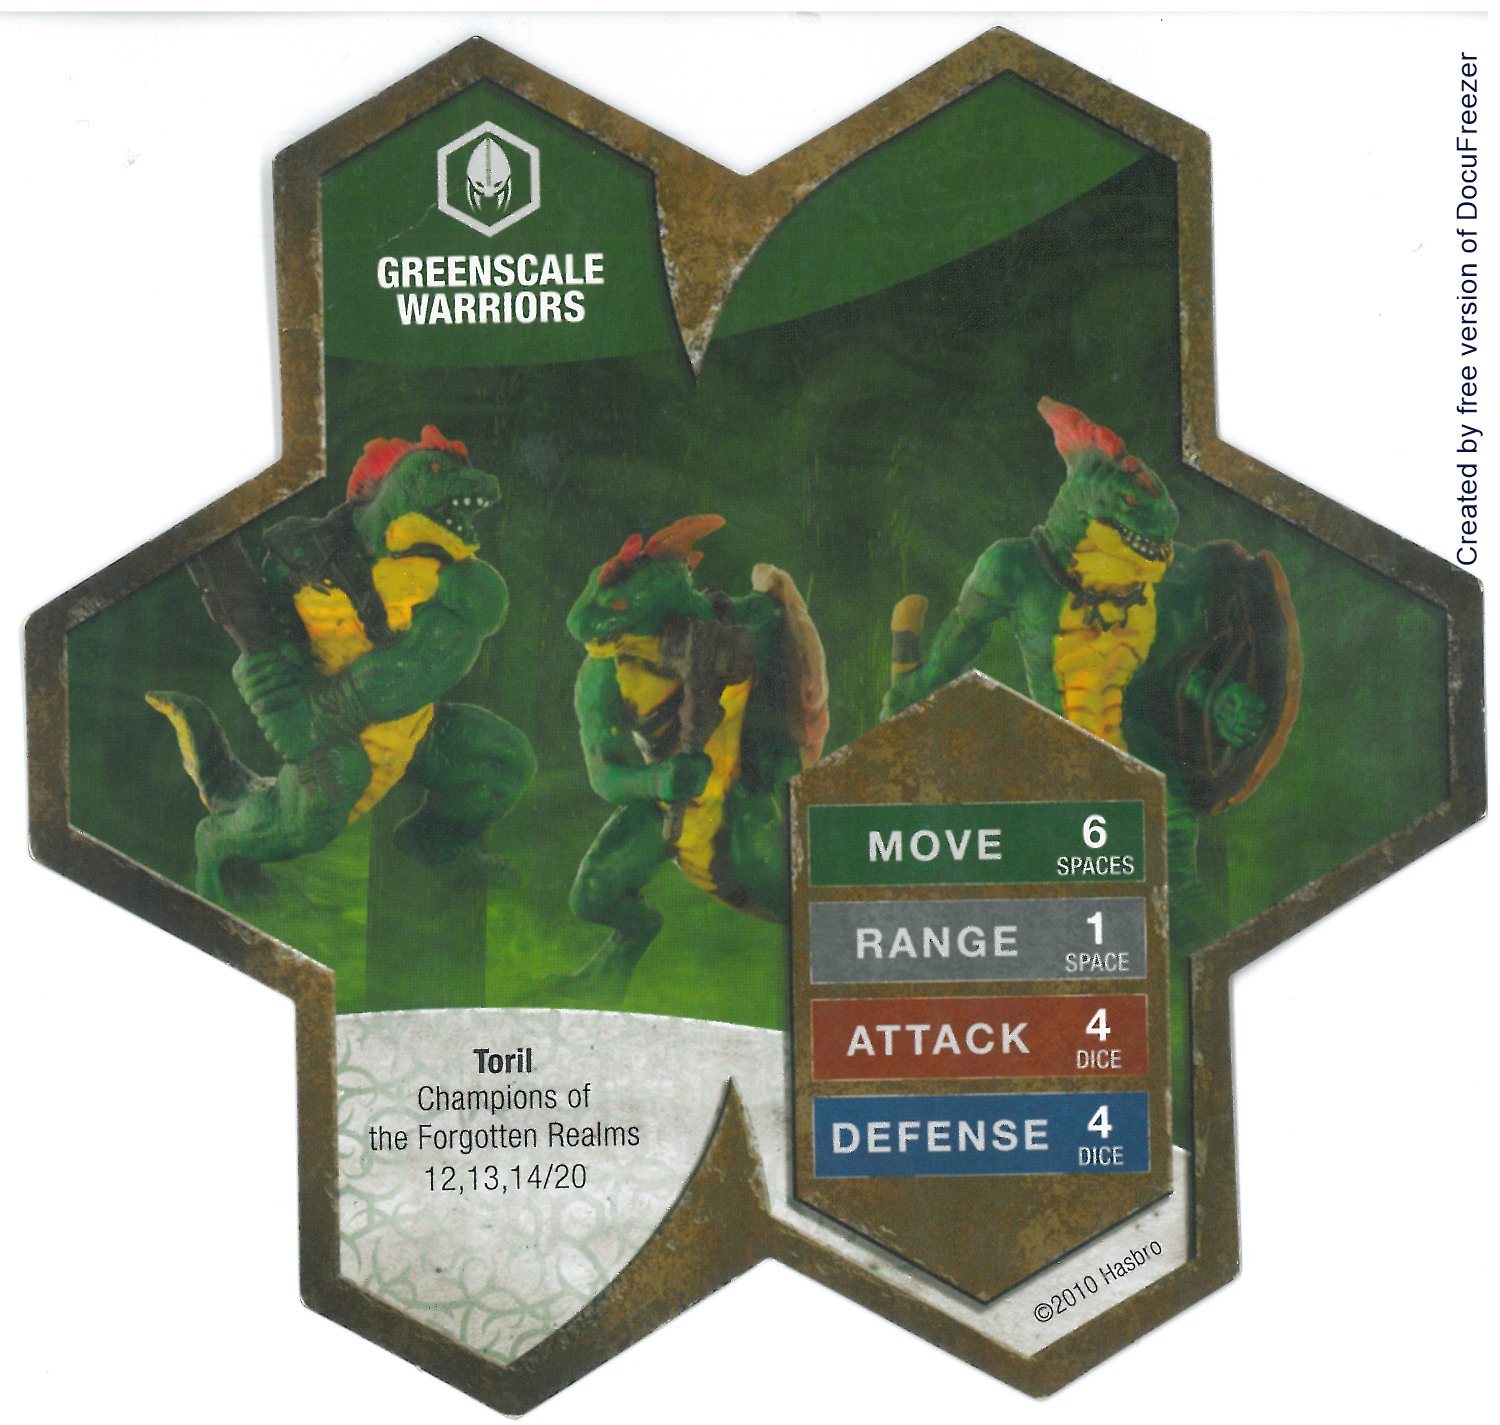 GREENSCALE
WARRIORS
MOVE 6
SPACES
RANGE 1
SPACE
ATTACK 4
DICE
DEFENSE 4
DICE
Toril
Champions of
the Forgotten Realms
12,13,14/20
©2010 Hasbro
Created by free version of DocuFreezer